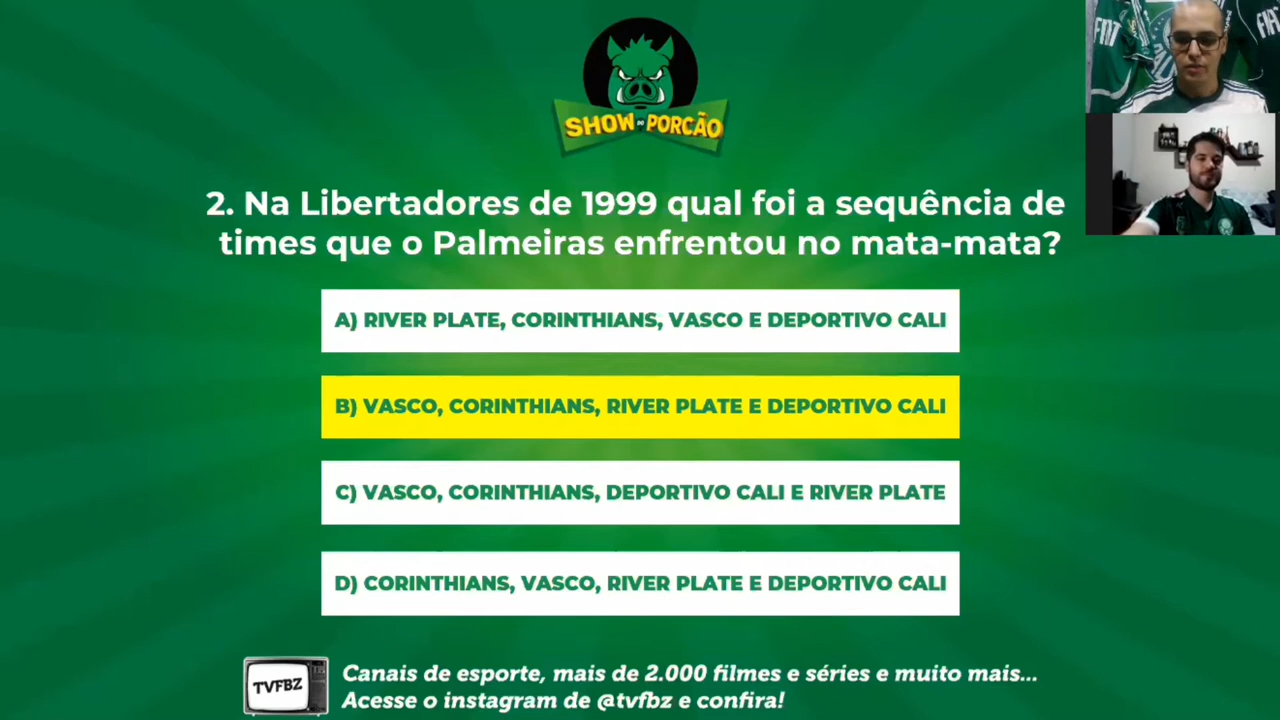 SHOW DO PORCÃO
2. Na Libertadores de 1999 qual foi a sequência de
times que o Palmeiras enfrentou no mata-mata?
A) RIVER PLATE, CORINTHIANS, VASCO E DEPORTIVO CALI
B) VASCO, CORINTHIANS, RIVER PLATE E DEPORTIVO CALI
C) VASCO, CORINTHIANS, DEPORTIVO CALI E RIVER PLATE
D) CORINTHIANS, VASCO, RIVER PLATE E DEPORTIVO CALI
TVFBZ
Canais de esporte, mais de 2.000 filmes e séries e muito mais...
Acesse o instagram de @tvfbz e confira!
FIAT